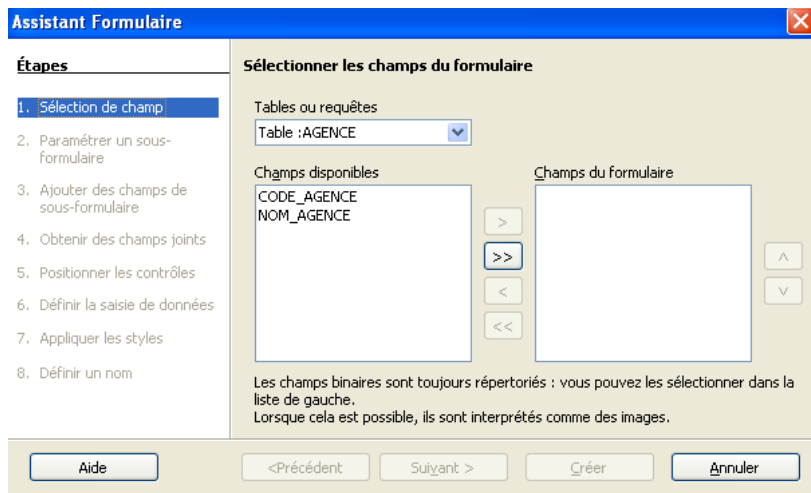 Assistant Formulaire
Étapes
1. Sélection de champ
2. Paramétrer un sous-
formulaire
3. Ajouter des champs de
sous-formulaire
4. Obtenir des champs joints
5. Positionner les contrôles
6. Définir la saisie de données
7. Appliquer les styles
8. Définir un nom
Sélectionner les champs du formulaire
Tables ou requêtes
Table :AGENCE
Champs disponibles
CODE_AGENCE
NOM_AGENCE
>
>>
<
<<
Champs du formulaire
Les champs binaires sont toujours répertoriés : vous pouvez les sélectionner dans la
liste de gauche.
Lorsque cela est possible, ils sont interprétés comme des images.
Aide
<Précédent
Suivant >
Créer
Annuler